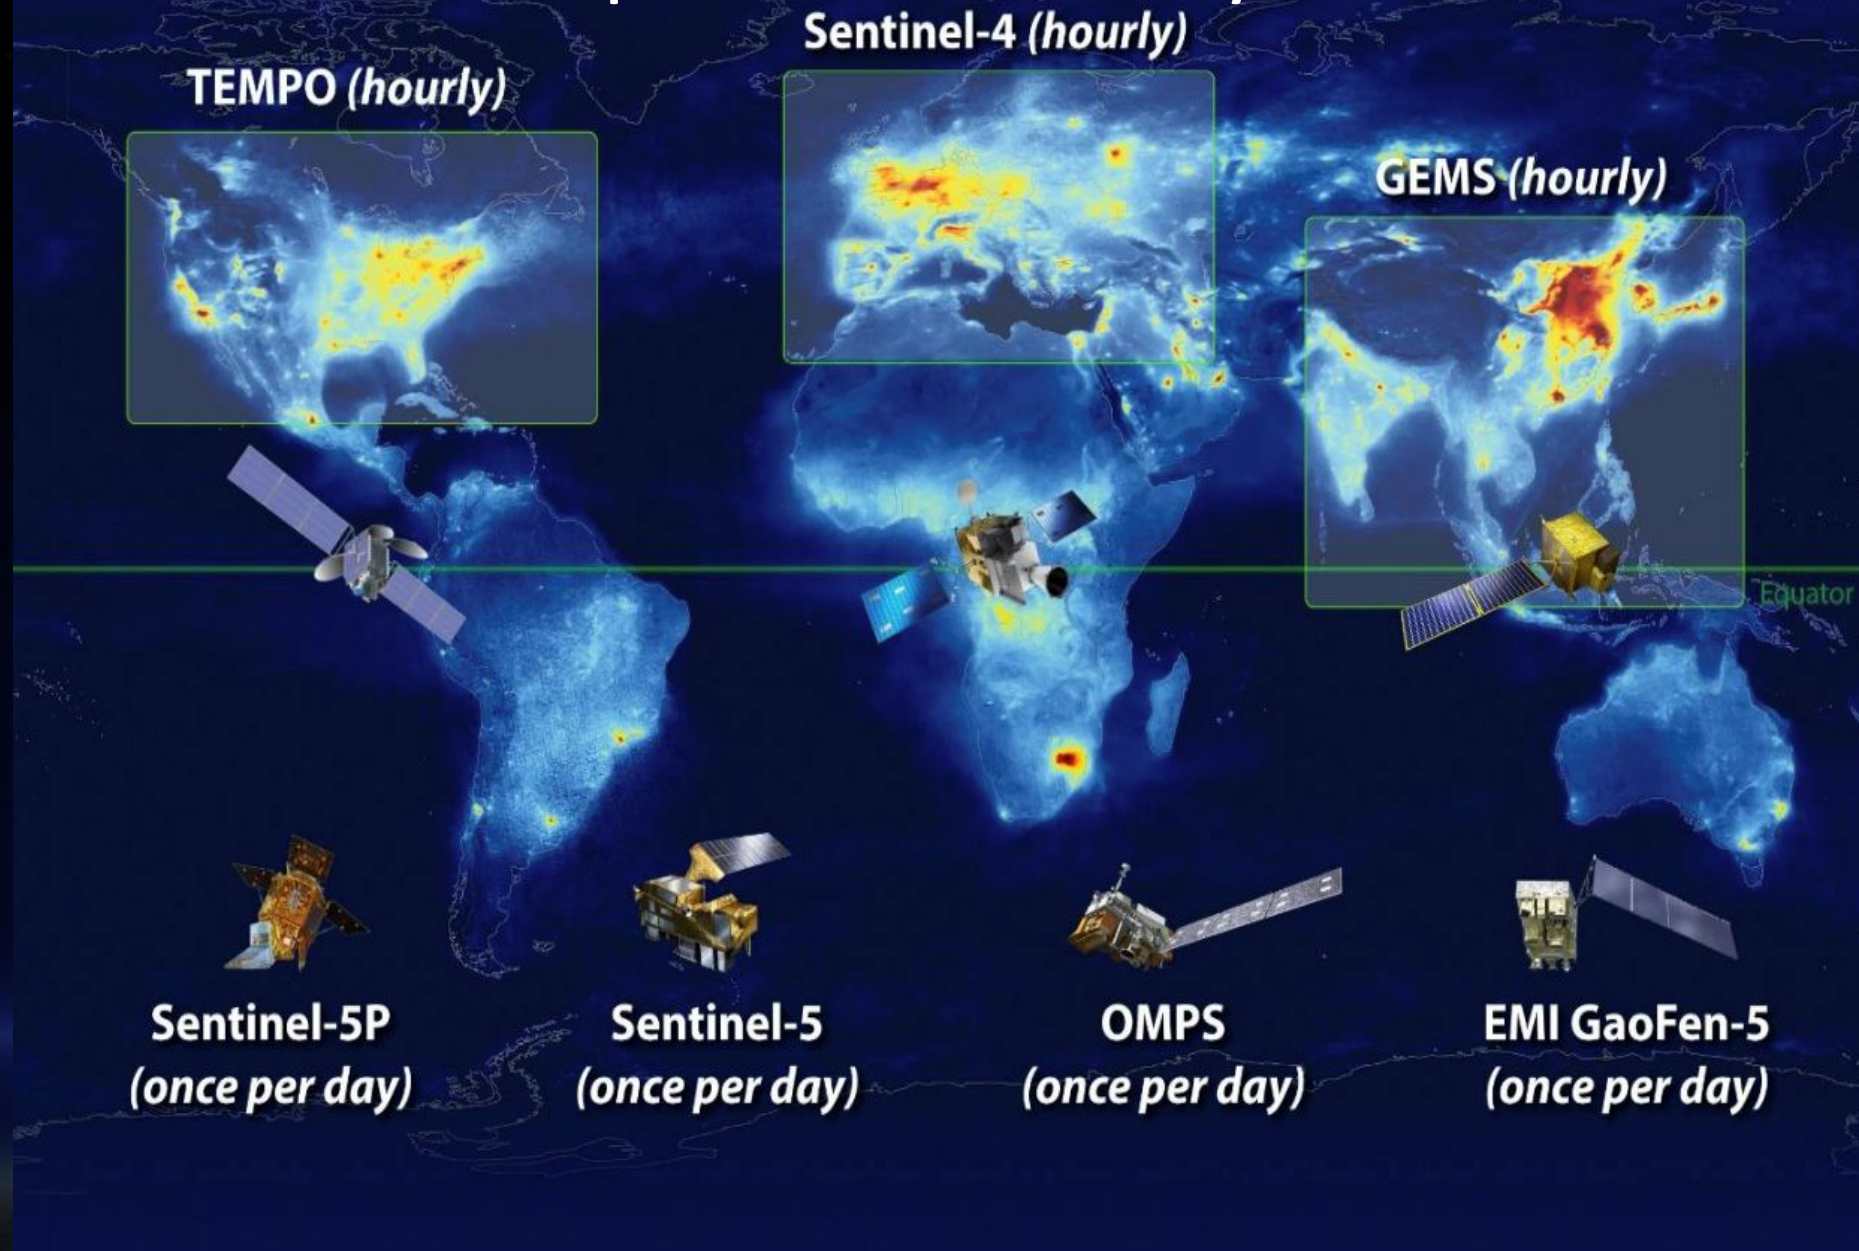 Sentinel-4 (hourly)
TEMPO (hourly)
GEMS (hourly)
Equator
Sentinel-5P
(once per day)
Sentinel-5
(once per day)
OMPS
(once per day)
EMI GaoFen-5
(once per day)